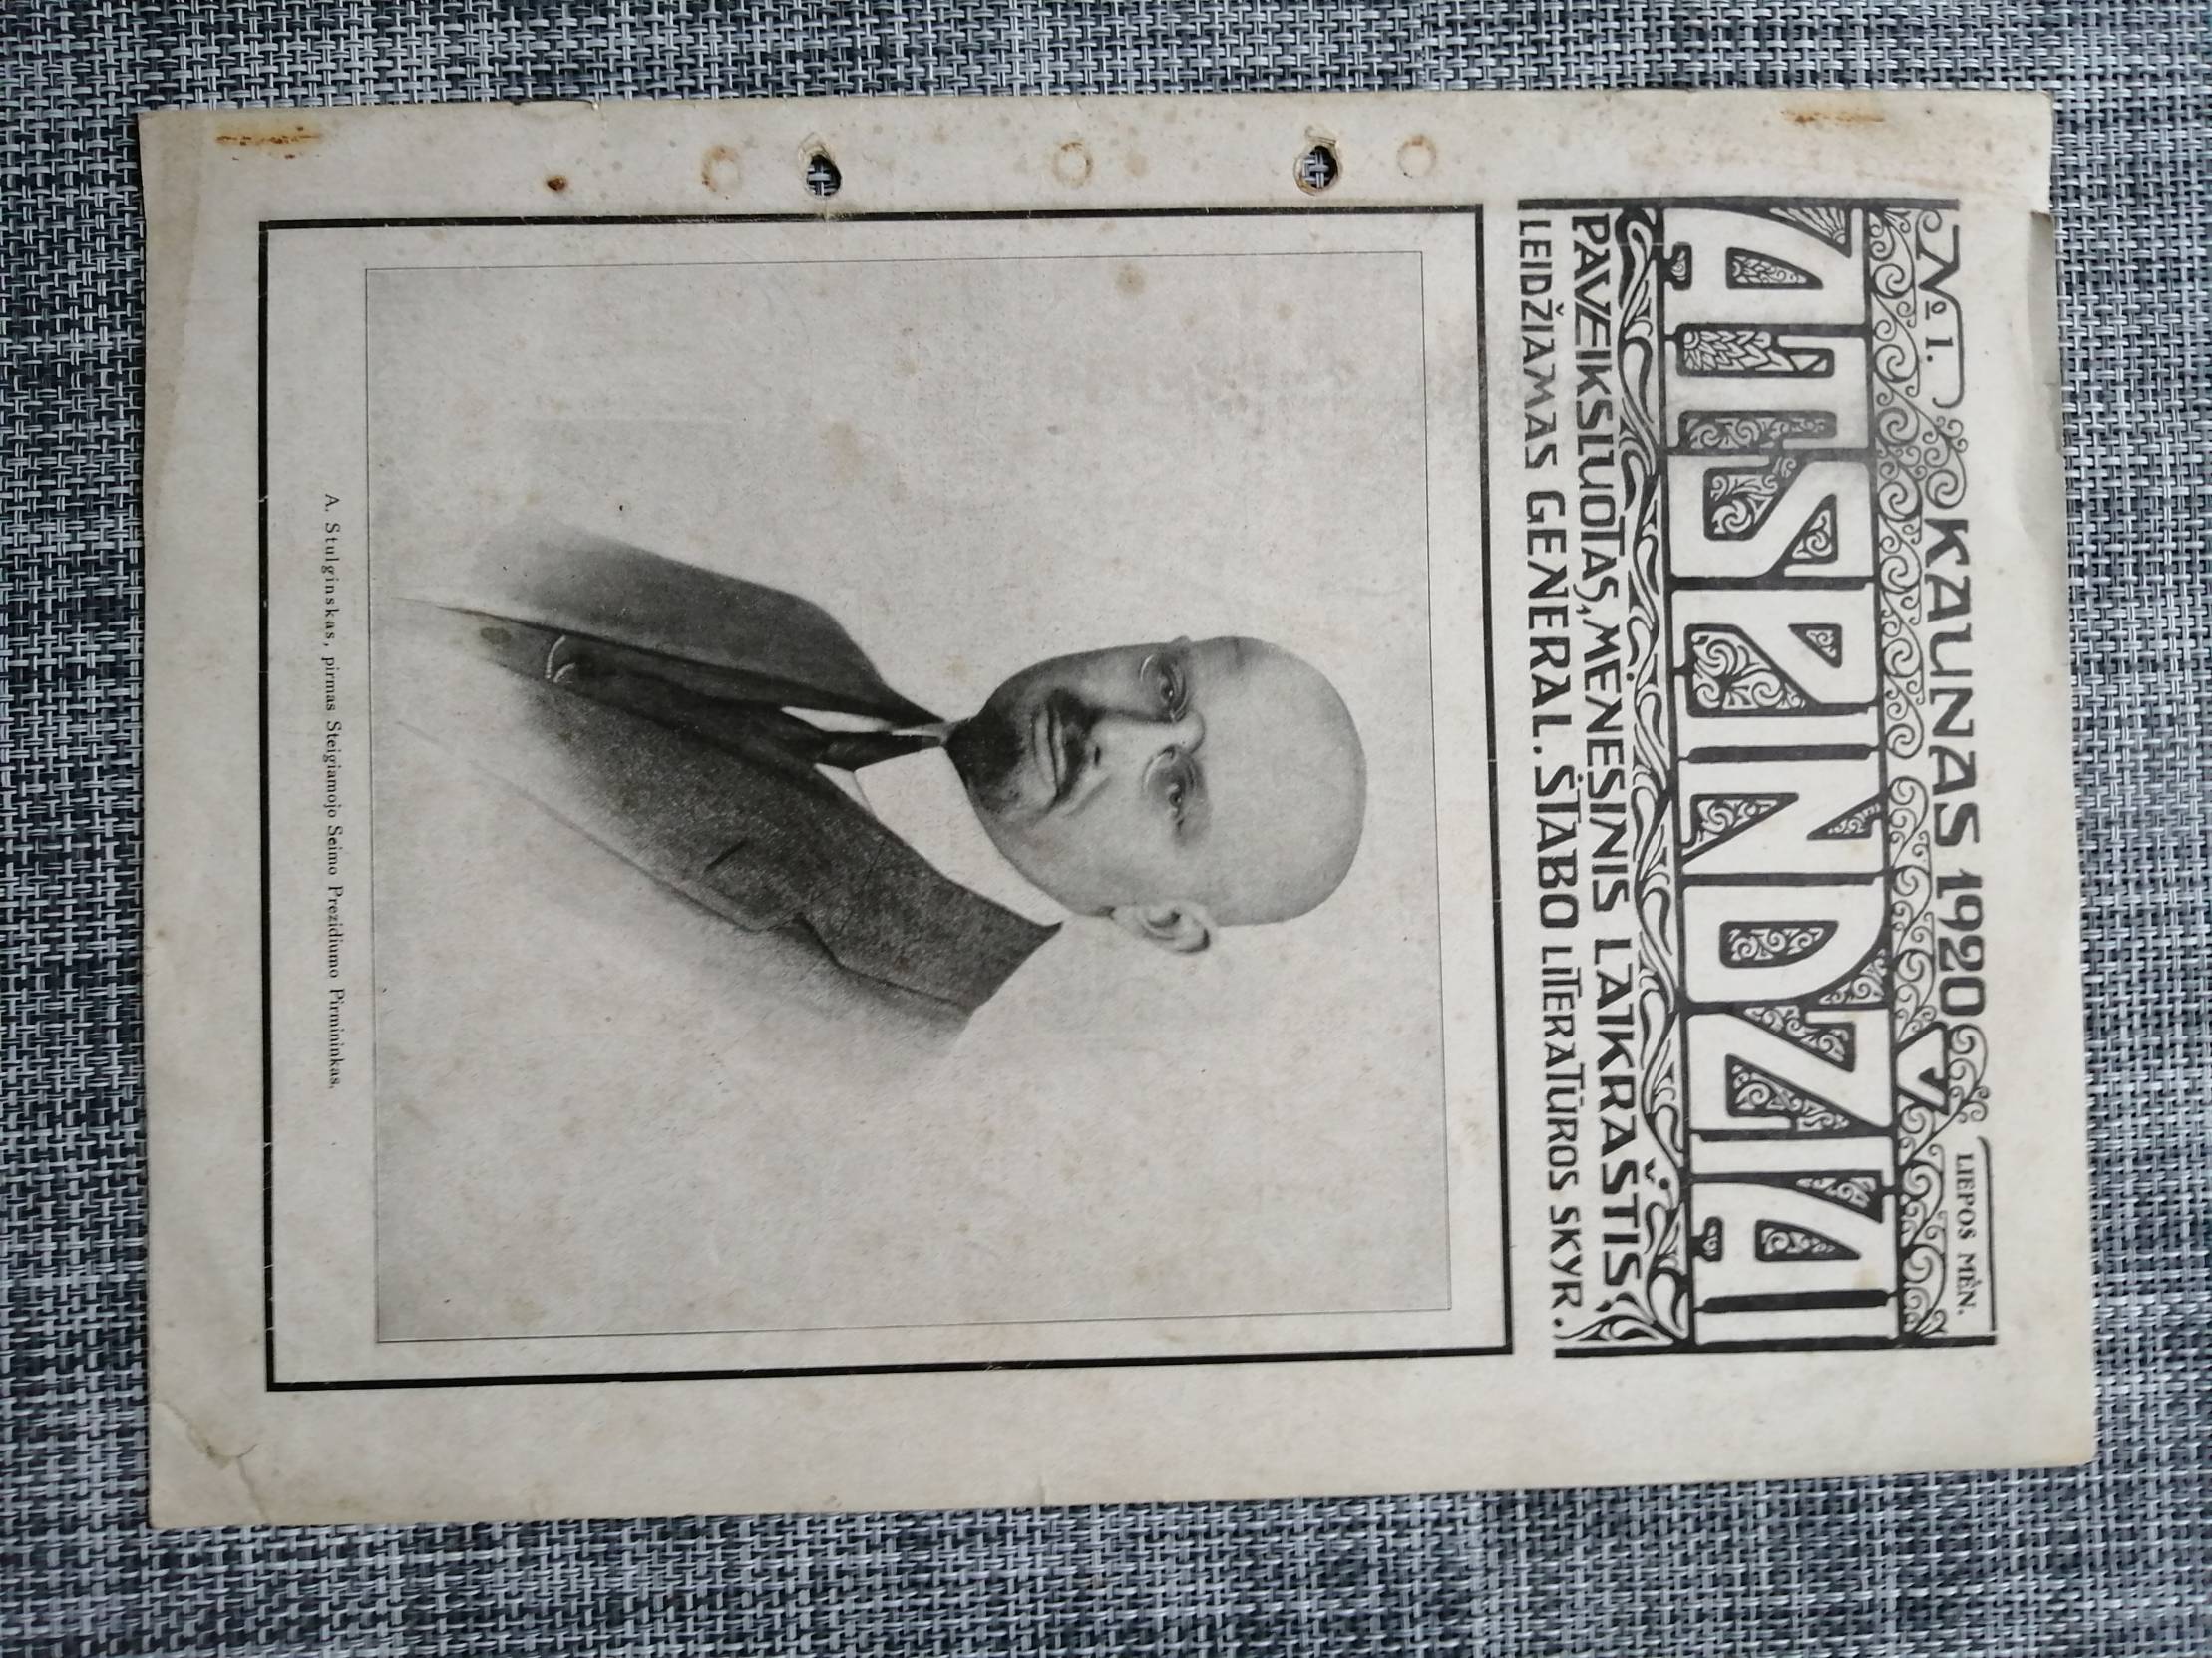 № 1.
KAUNAS 1920
LIEPOS MĖN.
ATSPINDŽIAI
PAVEIKSLUOTAS, MĖNESINIS LAIKRAŠTIS,
LEIDŽIAMAS GENERAL. ŠTABO LITERATŪROS SKYR.
A. Stulginskas, pirmas Steigiamojo Seimo Prezidiumo Pirmininkas.